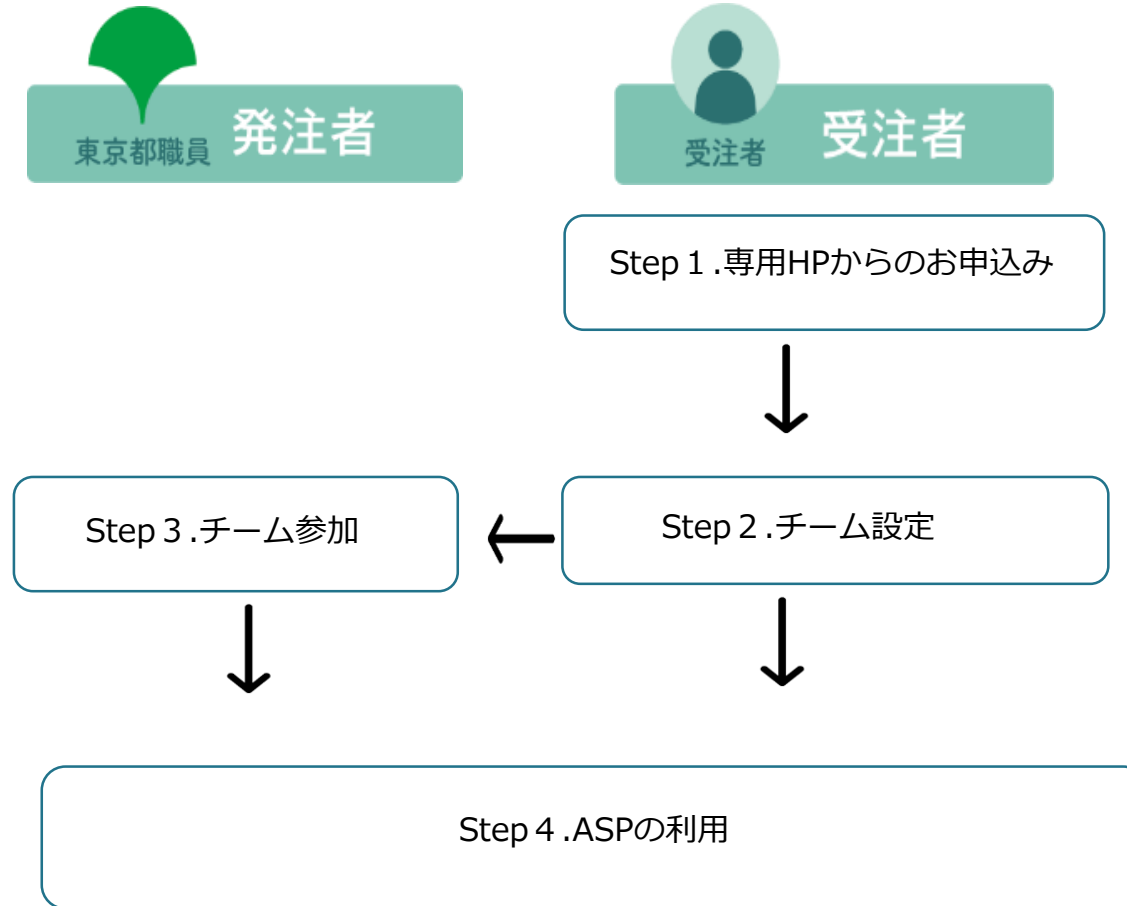 東京都職員 発注者
受注者 受注者
Step１.専用HPからのお申込み
Step３.チーム参加
Step２.チーム設定
Step４.ASPの利用